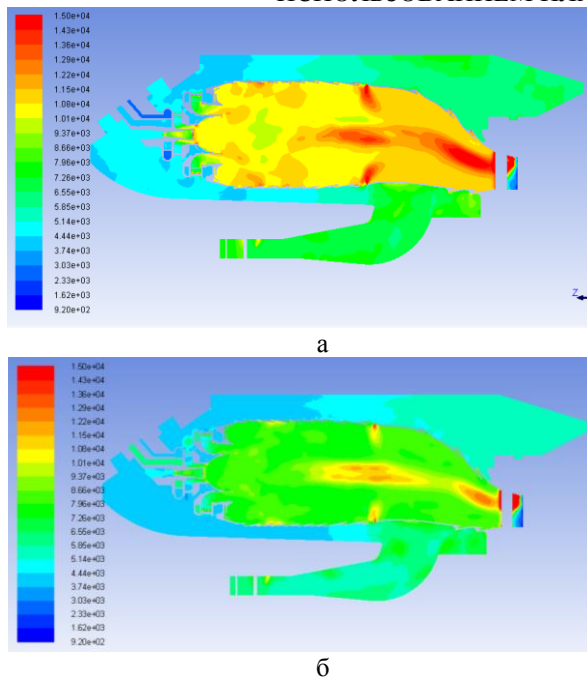 1.50e+04
1.43e+04
1.36e+04
1.29e+04
1.22e+04
1.15e+04
1.08e+04
1.01e+04
9.37e+03
8.66e+03
7.96e+03
7.26e+03
6.55e+03
5.85e+03
5.14e+03
4.44e+03
3.74e+03
3.03e+03
2.33e+03
1.62e+03
9.20e+02
Z
а
1.50e+04
1.43e+04
1.36e+04
1.29e+04
1.22e+04
1.15e+04
1.08e+04
1.01e+04
9.37e+03
8.66e+03
7.96e+03
7.26e+03
6.55e+03
5.85e+03
5.14e+03
4.44e+03
3.74e+03
3.03e+03
2.33e+03
1.62e+03
9.20e+02
б